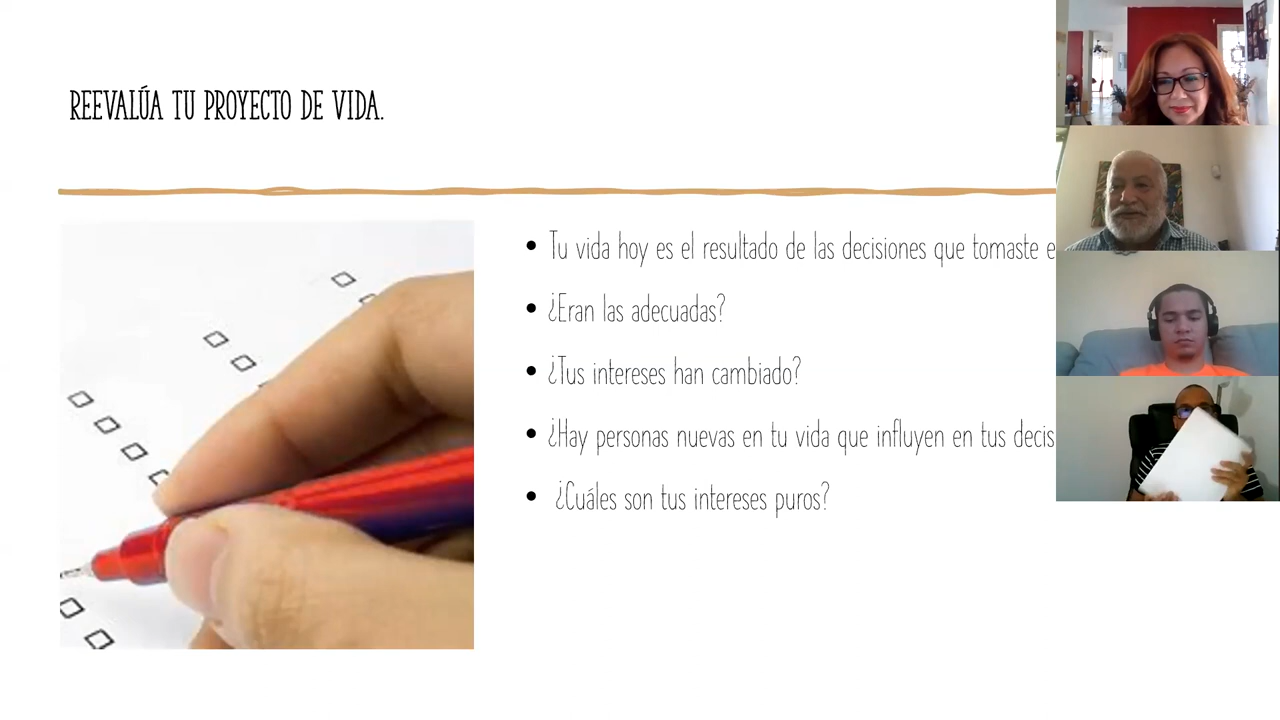 REEVALÚA TU PROYECTO DE VIDA.
• Tu vida hoy es el resultado de las decisiones que tomaste
• ¿Eran las adecuadas?
• ¿Tus intereses han cambiado?
• ¿Hay personas nuevas en tu vida que influyen en tus
• ¿Cuáles son tus intereses puros?